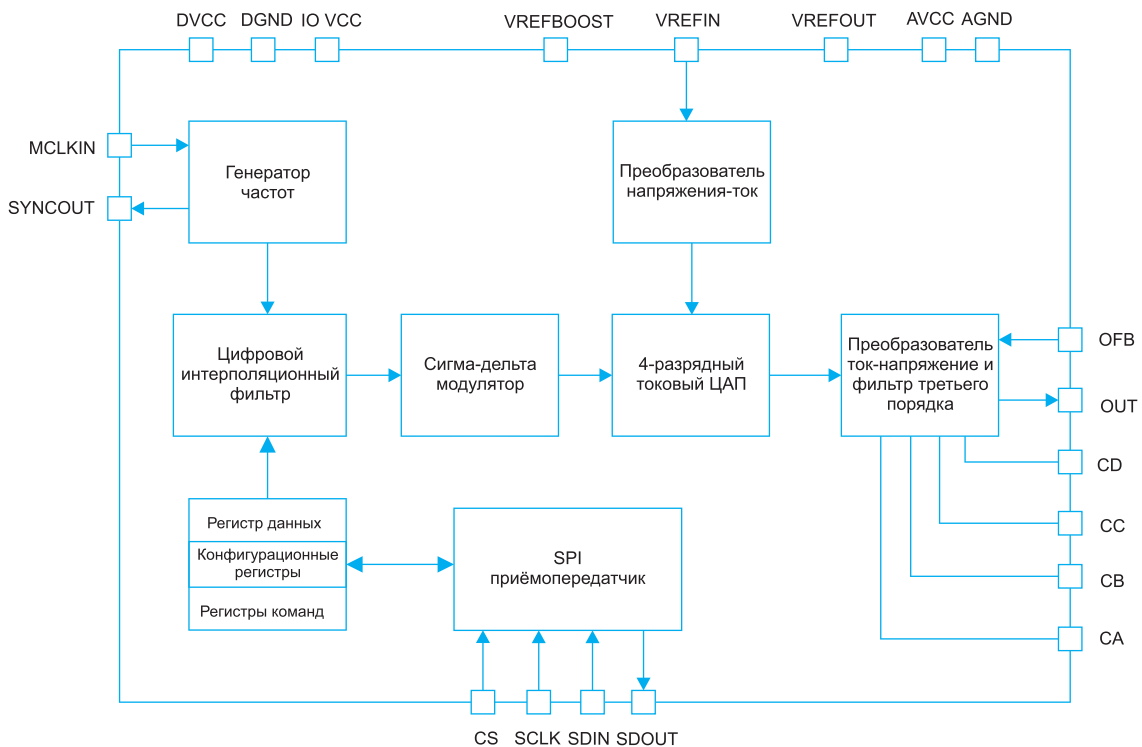 DVCC
DGND
IO VCC
VREFBOOST
VREFIN
VREFOUT
AVCC
AGND
MCLKIN
SYNCOUT
Генератор
частот
Преобразователь
напряжения-ток
Цифровой
интерполяционный
фильтр
Сигма-дельта
модулятор
4-разрядный
токовый ЦАП
Преобразователь
ток-напряжение и
фильтр третьего
порядка
OFB
OUT
CD
CC
CB
CA
Регистр данных
Конфигурационные
регистры
Регистры команд
SPI
приёмопередатчик
CS
SCLK
SDIN
SDOUT